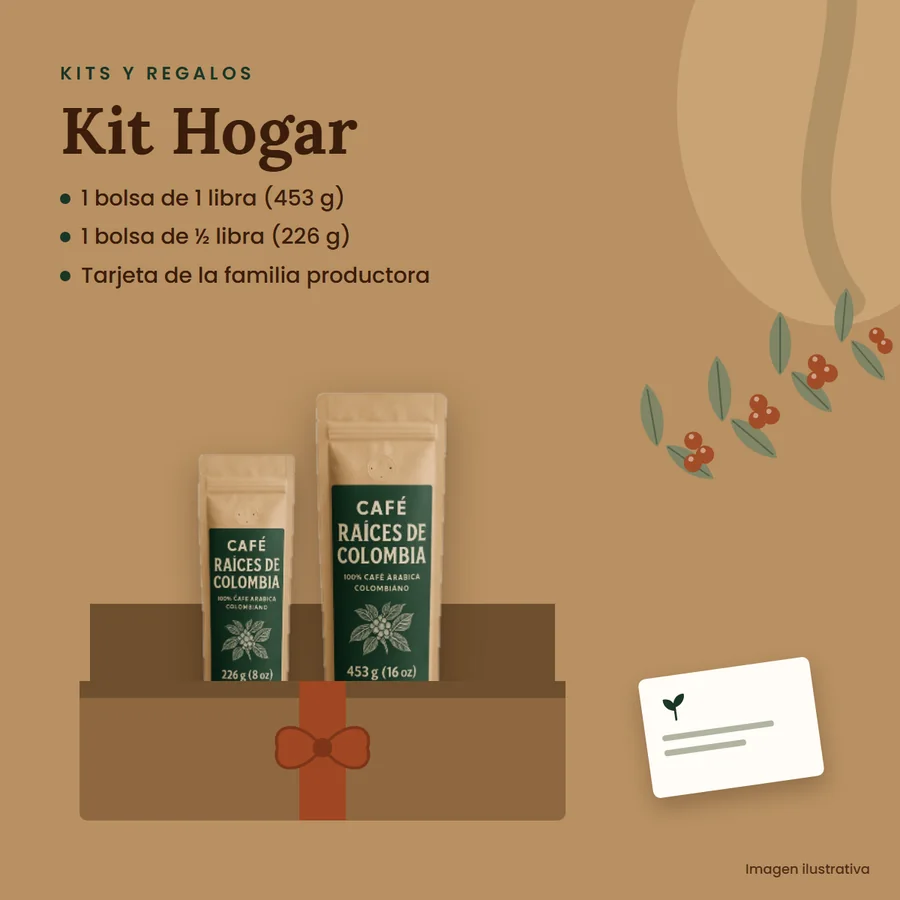 KITS Y REGALOS
Kit Hogar
1 bolsa de 1 libra (453 g)
1 bolsa de ½ libra (226 g)
Tarjeta de la familia productora
CAFÉ
RAÍCES DE
COLOMBIA
100% CAFÉ ARABICA
COLOMBIANO
226 g (8 oz)
CAFÉ
RAÍCES DE
COLOMBIA
100% CAFÉ ARABICA
COLOMBIANO
453 g (16 oz)
Imagen ilustrativa